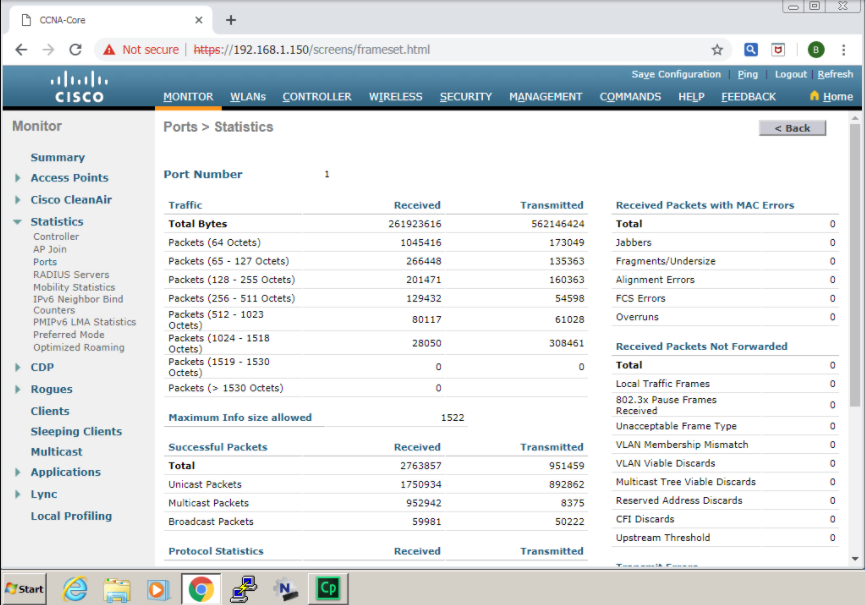 CCNA-Core
Not secure | https://192.168.1.150/screens/frameset.html
B
Save Configuration | Ping | Logout | Refresh
CISCO
MONITOR WLANs CONTROLLER WIRELESS SECURITY MANAGEMENT COMMANDS HELP FEEDBACK Home
Monitor
Summary
Access Points
Cisco CleanAir
Statistics
Controller
AP Join
Ports
RADIUS Servers
Mobility Statistics
IPv6 Neighbor Bind
Counters
PMIPv6 LMA Statistics
Preferred Mode
Optimized Roaming
CDP
Rogues
Clients
Sleeping Clients
Multicast
Applications
Lync
Local Profiling
Ports > Statistics
< Back
Port Number 1
Traffic Received Transmitted
Total Bytes 261923616 562146424
Packets (64 Octets) 1045416 173049
Packets (65 - 127 Octets) 266448 135363
Packets (128 - 255 Octets) 201471 160363
Packets (256 - 511 Octets) 129432 54598
Packets (512 - 1023
Octets) 80117 61028
Packets (1024 - 1518
Octets) 28050 308461
Packets (1519 - 1530
Octets) 0 0
Packets (> 1530 Octets) 0
Maximum Info size allowed 1522
Successful Packets Received Transmitted
Total 2763857 951459
Unicast Packets 1750934 892862
Multicast Packets 952942 8375
Broadcast Packets 59981 50222
Protocol Statistics Received Transmitted
Received Packets with MAC Errors
Total 0
Jabbers 0
Fragments/Undersize 0
Alignment Errors 0
FCS Errors 0
Overruns 0
Received Packets Not Forwarded
Total 0
Local Traffic Frames 0
802.3x Pause Frames
Received 0
Unacceptable Frame Type 0
VLAN Membership Mismatch 0
VLAN Viable Discards 0
Multicast Tree Viable Discards 0
Reserved Address Discards 0
CFI Discards 0
Upstream Threshold 0
Transmit Errors
Start
N
Cp